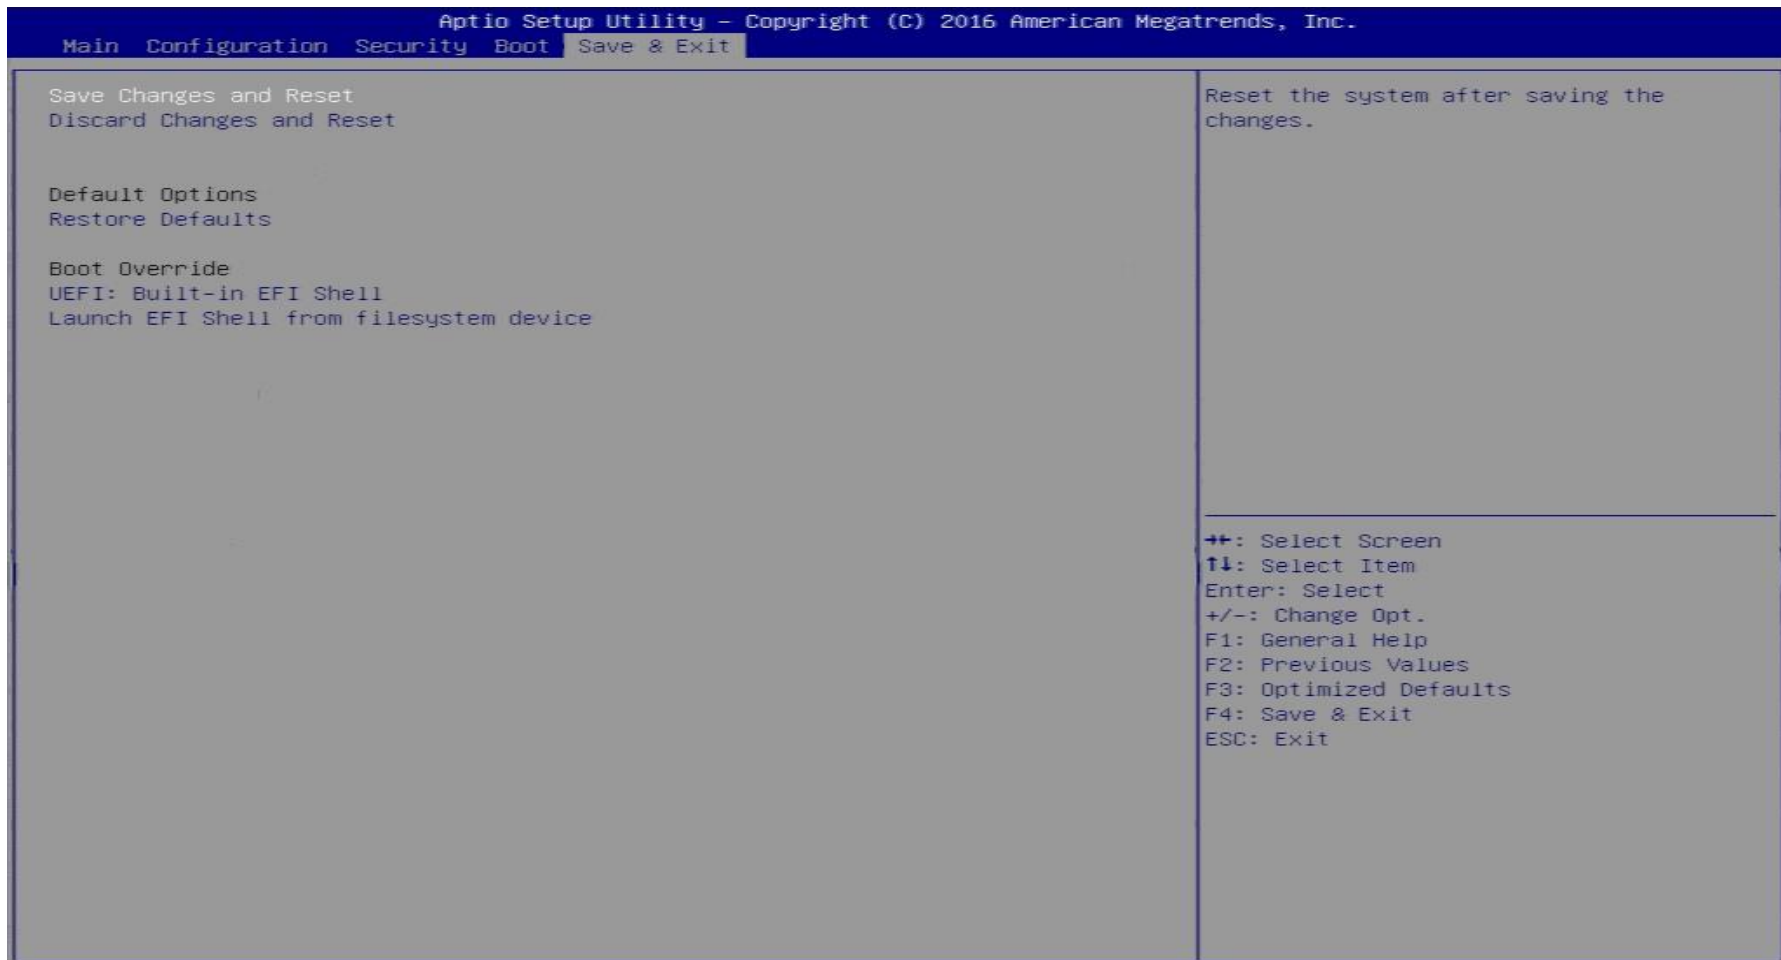 Aptio Setup Utility – Copyright (C) 2016 American Megatrends, Inc.
Main Configuration Security Boot Save & Exit
Save Changes and Reset
Discard Changes and Reset
Default Options
Restore Defaults
Boot Override
UEFI: Built-in EFI Shell
Launch EFI Shell from filesystem device
Reset the system after saving the
changes.
→←: Select Screen
↑↓: Select Item
Enter: Select
+/-: Change Opt.
F1: General Help
F2: Previous Values
F3: Optimized Defaults
F4: Save & Exit
ESC: Exit